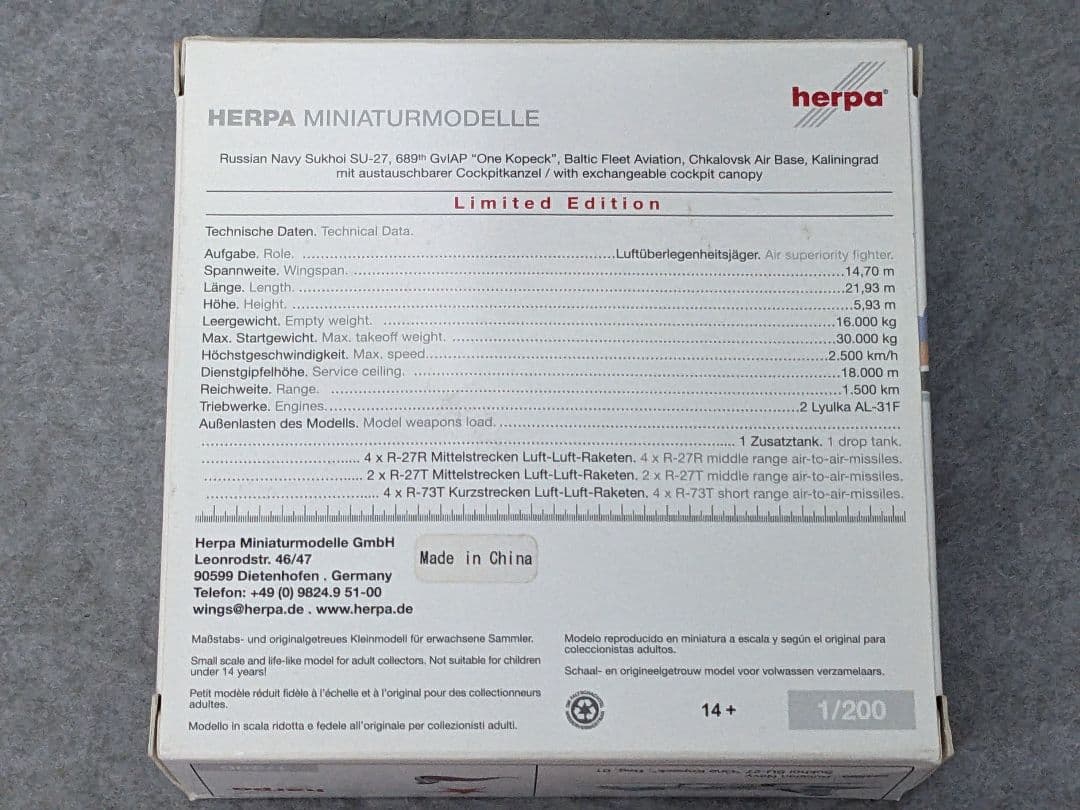 herpa®
HERPA MINIATURMODELLE
Russian Navy Sukhoi SU-27, 689th GvIAP "One Kopeck", Baltic Fleet Aviation, Chkalovsk Air Base, Kaliningrad
mit austauschbarer Cockpitkanzel / with exchangeable cockpit canopy
Limited Edition
Technische Daten. Technical Data.
Aufgabe. Role. ........ Luftüberlegenheitsjäger. Air superiority fighter.
Spannweite. Wingspan. ........ 14,70 m
Länge. Length. ........ 21,93 m
Höhe. Height. ........ 5,93 m
Leergewicht. Empty weight. ........ 16.000 kg
Max. Startgewicht. Max. takeoff weight. ........ 30.000 kg
Höchstgeschwindigkeit. Max. speed. ........ 2.500 km/h
Dienstgipfelhöhe. Service ceiling. ........ 18.000 m
Reichweite. Range. ........ 1.500 km
Triebwerke. Engines. ........ 2 Lyulka AL-31F
Außenlasten des Modells. Model weapons load. ........
........ 1 Zusatztank. 1 drop tank.
........ 4 x R-27R Mittelstrecken Luft-Luft-Raketen. 4 x R-27R middle range air-to-air-missiles.
........ 2 x R-27T Mittelstrecken Luft-Luft-Raketen. 2 x R-27T middle range air-to-air-missiles.
........ 4 x R-73T Kurzstrecken Luft-Luft-Raketen. 4 x R-73T short range air-to-air-missiles.
Herpa Miniaturmodelle GmbH
Leonrodstr. 46/47
90599 Dietenhofen . Germany
Telefon: +49 (0) 9824.9 51-00
wings@herpa.de . www.herpa.de
Made in China
Maßstabs- und originalgetreues Kleinmodell für erwachsene Sammler.
Small scale and life-like model for adult collectors. Not suitable for children
under 14 years!
Petit modèle réduit fidèle à l'échelle et à l'original pour des collectionneurs
adultes.
Modello in scala ridotta e fedele all'originale per collezionisti adulti.
Modelo reproducido en miniatura a escala y según el original para
coleccionistas adultos.
Schaal- en origineelgetrouw model voor volwassen verzamelaars.
14 +
1/200
herpa